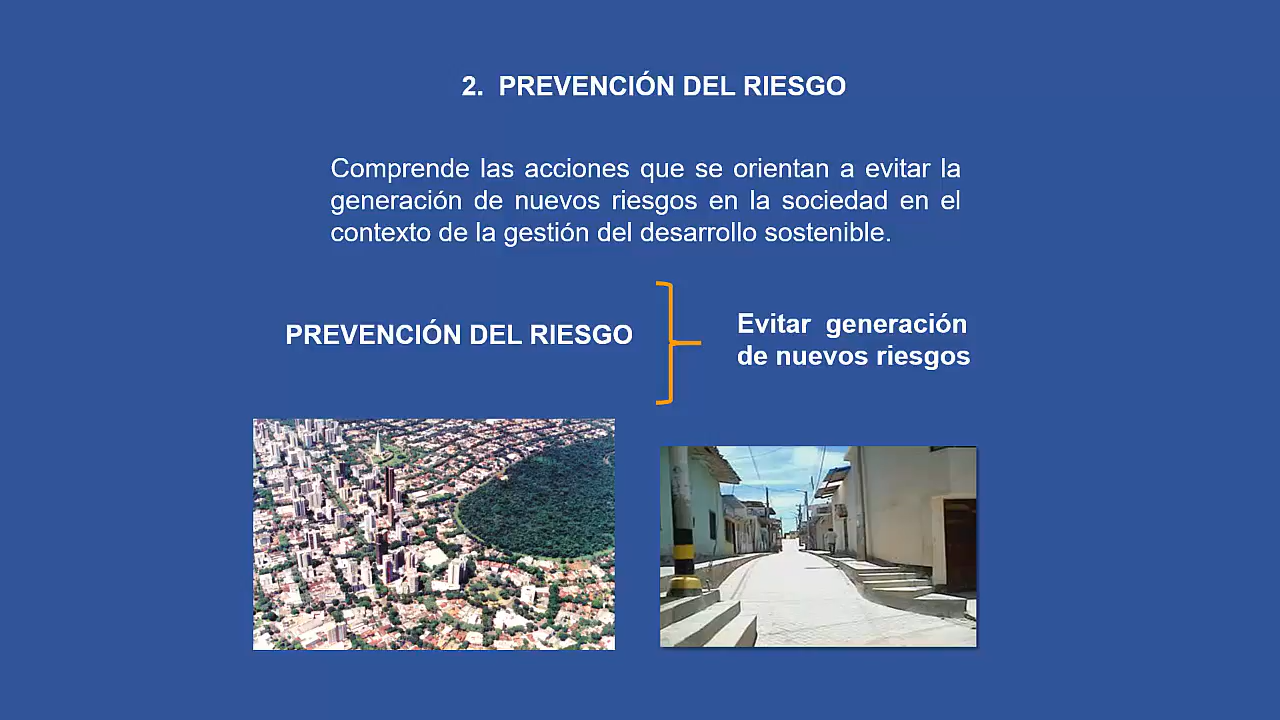 2. PREVENCIÓN DEL RIESGO
Comprende las acciones que se orientan a evitar la
generación de nuevos riesgos en la sociedad en el
contexto de la gestión del desarrollo sostenible.
PREVENCIÓN DEL RIESGO
Evitar generación
de nuevos riesgos